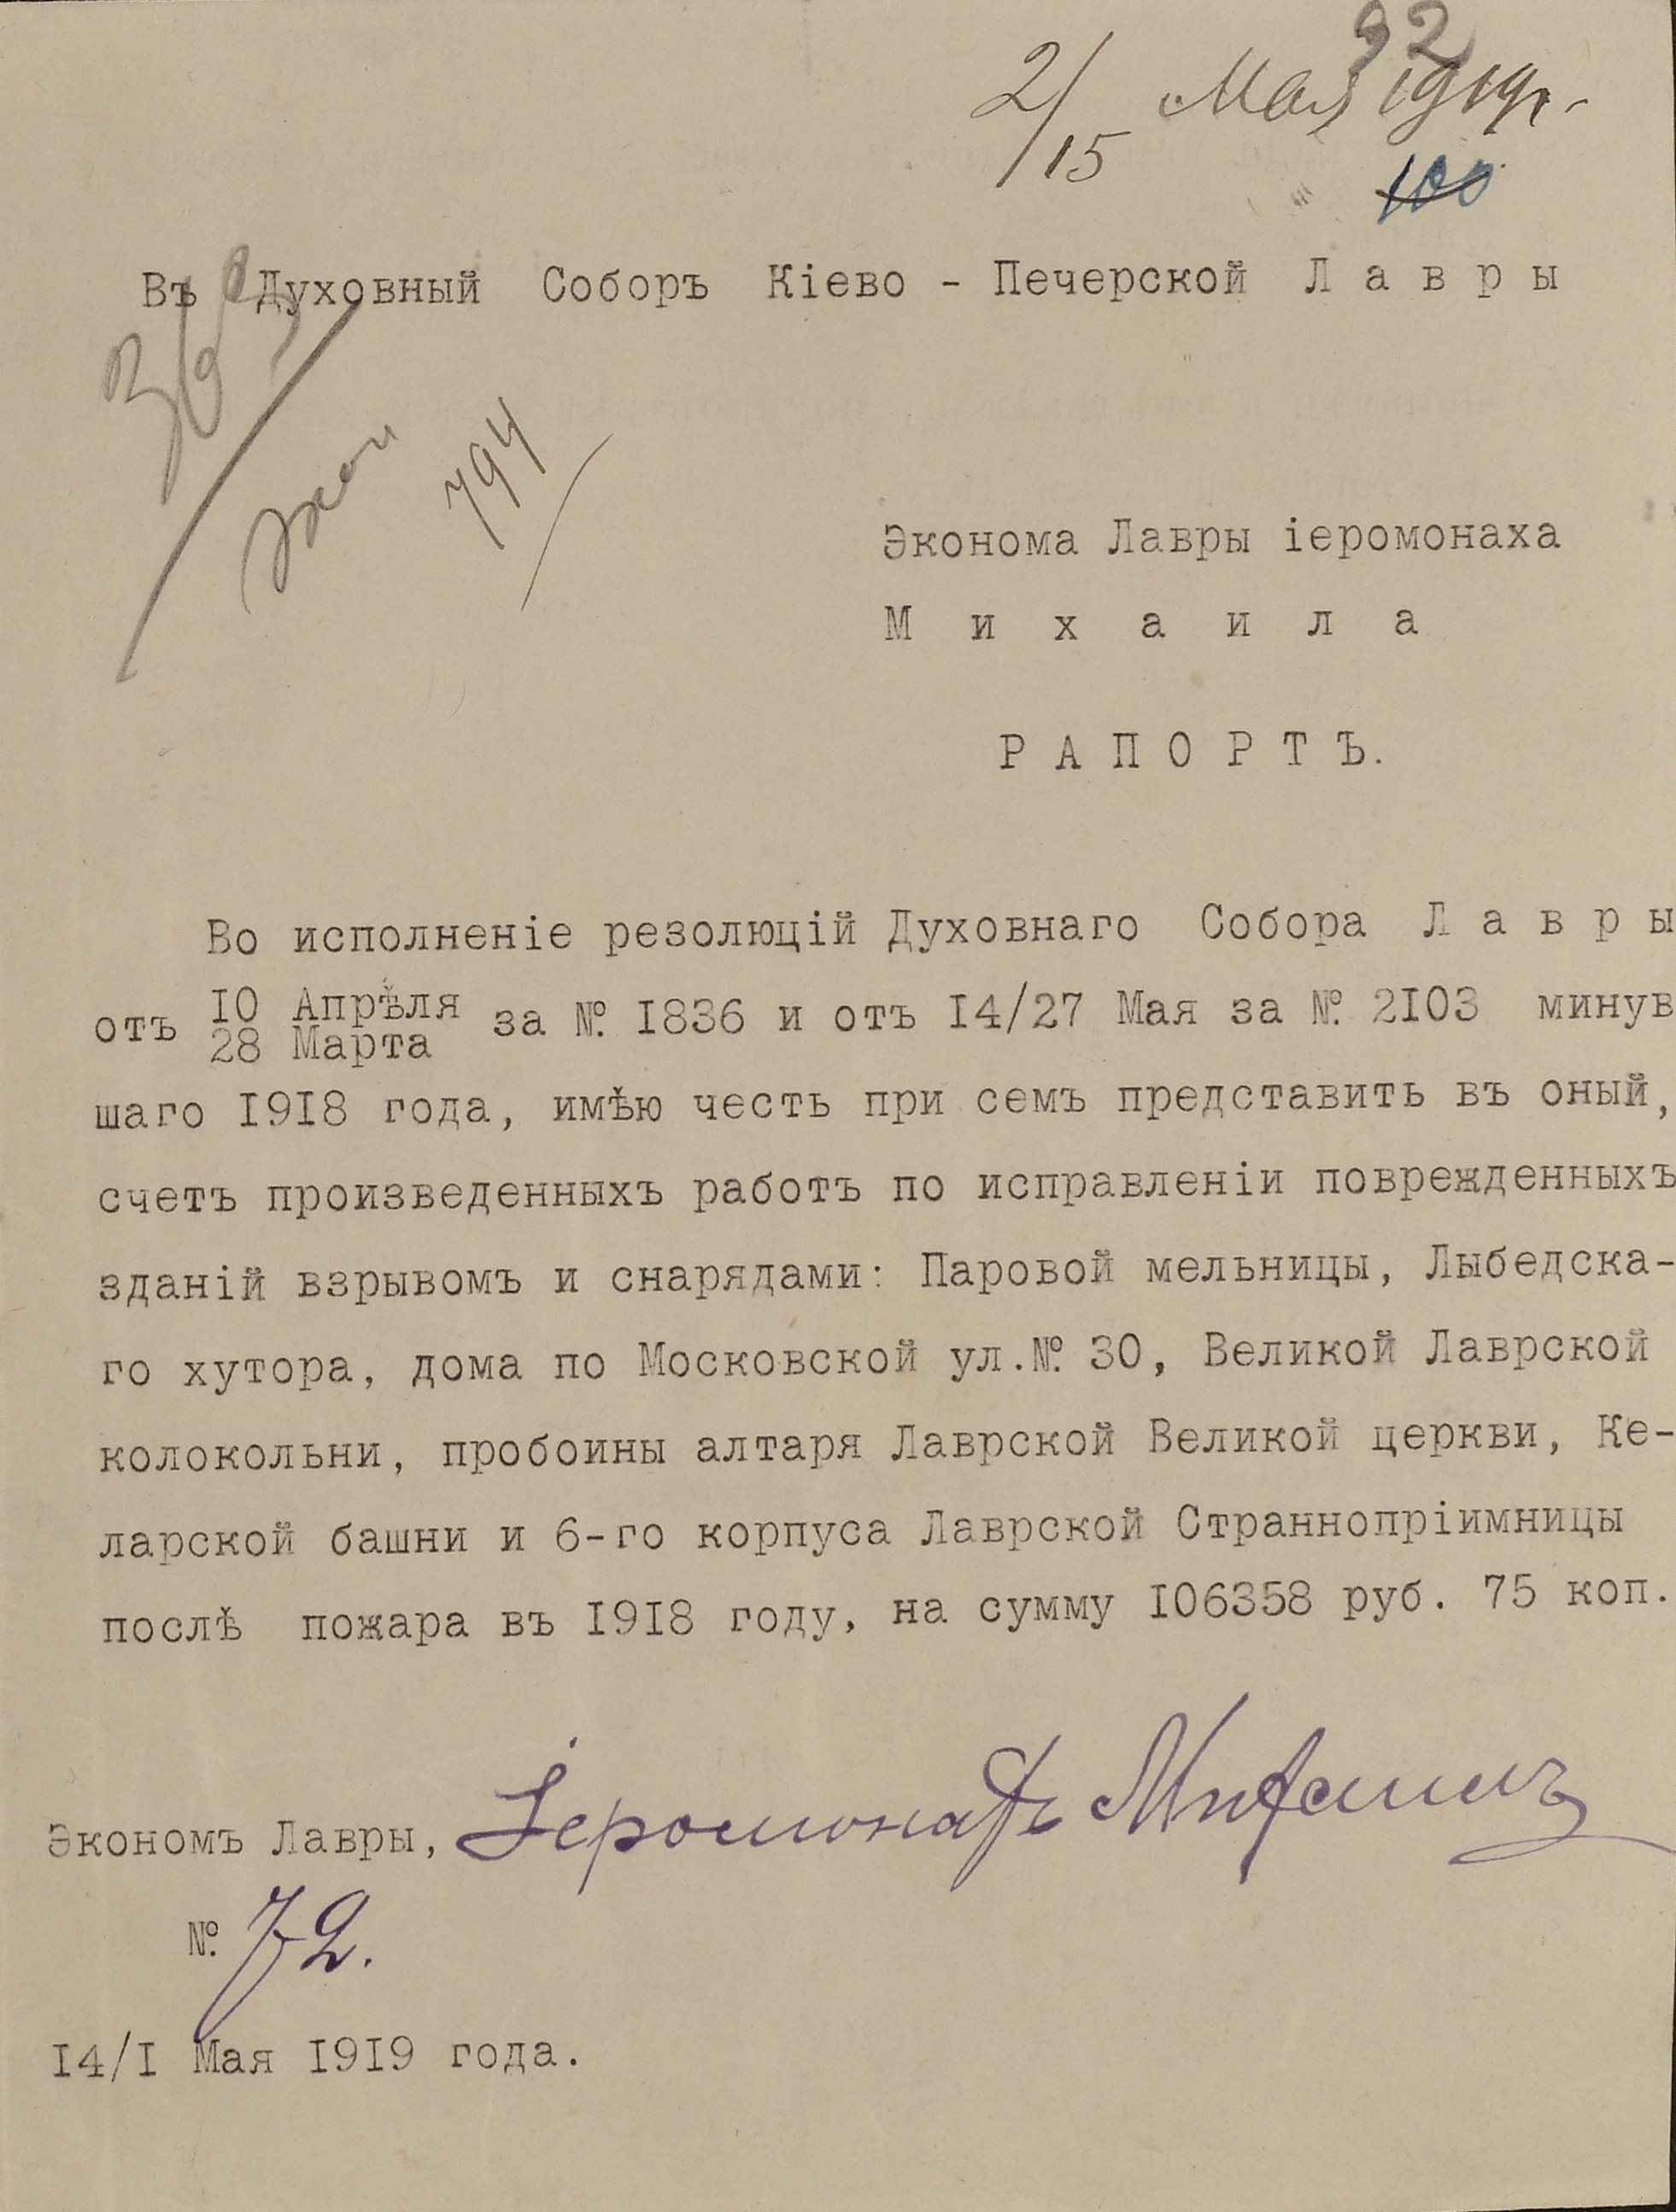 92
2/15 Мая 1919 г.
100
Въ Духовный Соборъ Кіево - Печерской Л а в р ы
794
Эконома Лавры іеромонаха
М и х а и л а
Р А П О Р Т Ъ.
Во исполненіе резолюцій Духовнаго Собора Л а в р ы
отъ 10 Апрѣля / 28 Марта за № 1836 и отъ 14/27 Мая за № 2103 минув
шаго 1918 года, имѣю честь при семъ представить въ оный,
счетъ произведенныхъ работъ по исправленіи поврежденныхъ
зданій взрывомъ и снарядами: Паровой мельницы, Лыбедска-
го хутора, дома по Московской ул.№ 30, Великой Лаврской
колокольни, пробоины алтаря Лаврской Великой церкви, Ке-
ларской башни и 6-го корпуса Лаврской Страннопріимницы
послѣ пожара въ 1918 году, на сумму 106358 руб. 75 коп.
Экономъ Лавры, Іеромонахъ Михаилъ
№ 72.
14/1 Мая 1919 года.